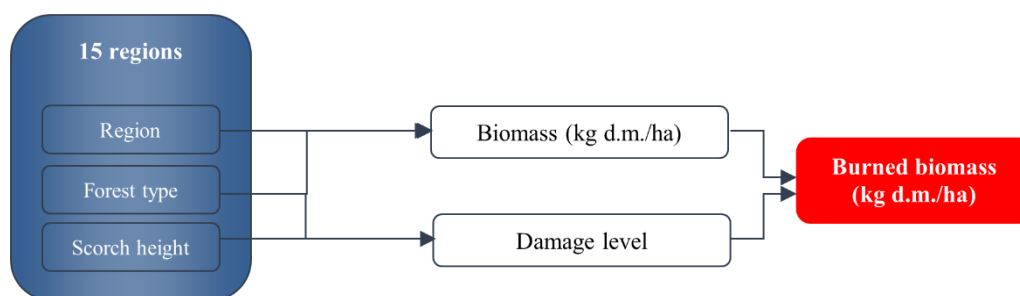 15 regions
Region
Forest type
Scorch height
Biomass (kg d.m./ha)
Damage level
Burned biomass
(kg d.m./ha)